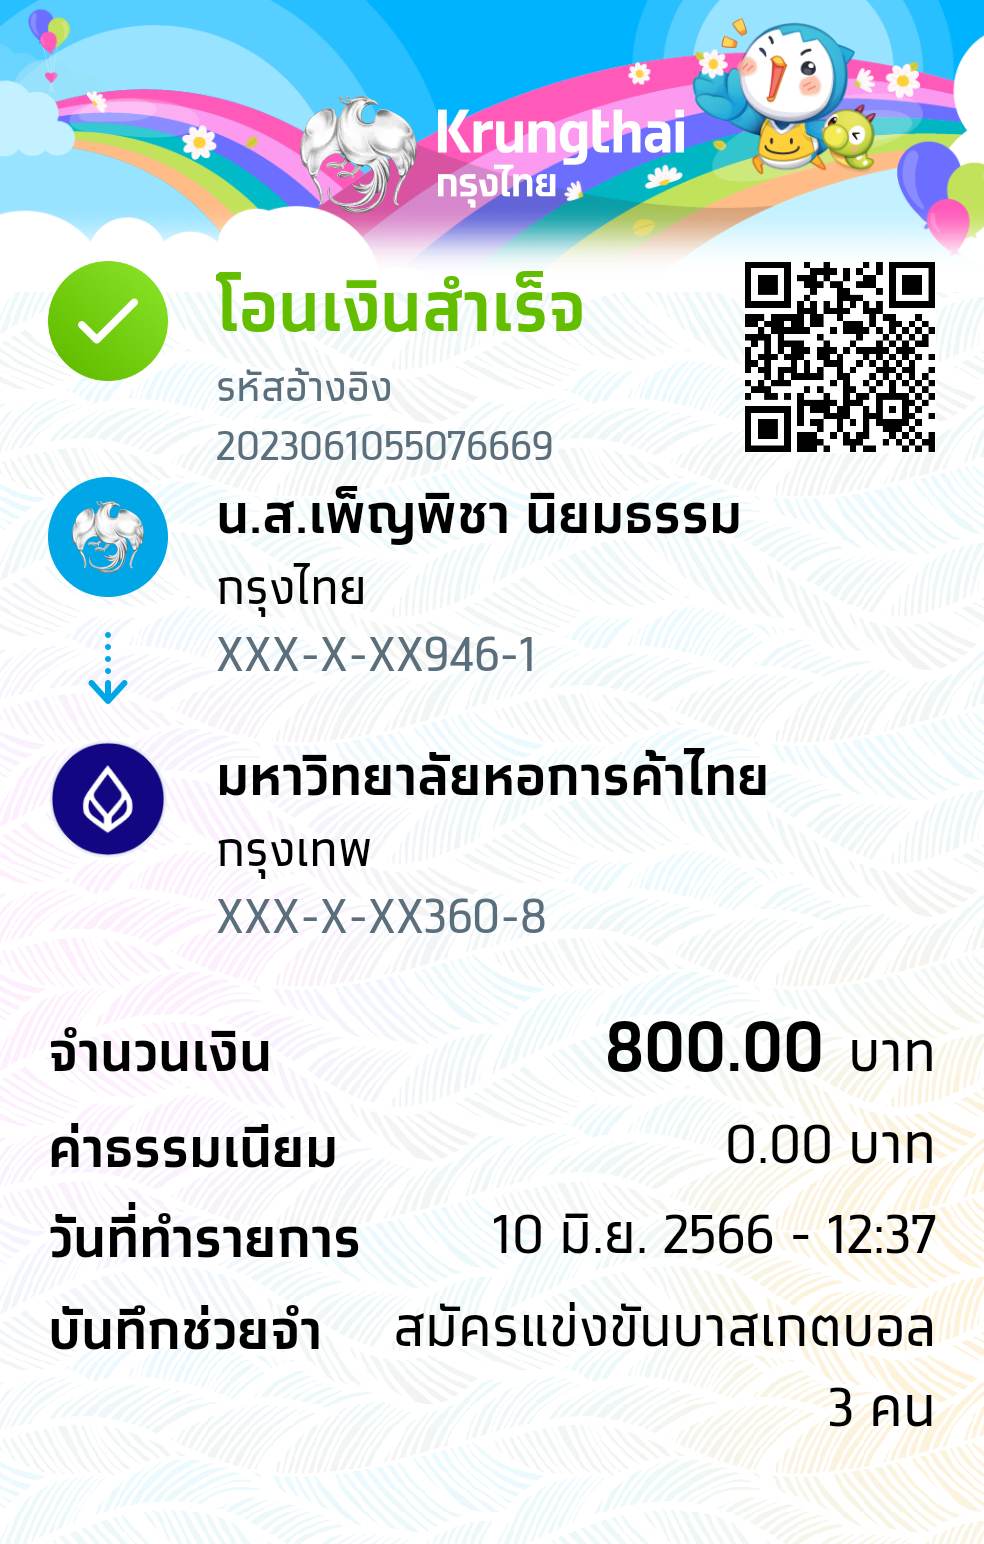 Krungthai
กรุงไทย
โอนเงินสำเร็จ
รหัสอ้างอิง
2023061055076669
น.ส.เพ็ญพิชา นิยมธรรม
กรุงไทย
XXX-X-XX946-1
มหาวิทยาลัยหอการค้าไทย
กรุงเทพ
XXX-X-XX360-8
จำนวนเงิน 800.00 บาท
ค่าธรรมเนียม 0.00 บาท
วันที่ทำรายการ 10 มิ.ย. 2566 - 12:37
บันทึกช่วยจำ สมัครแข่งขันบาสเกตบอล
3 คน